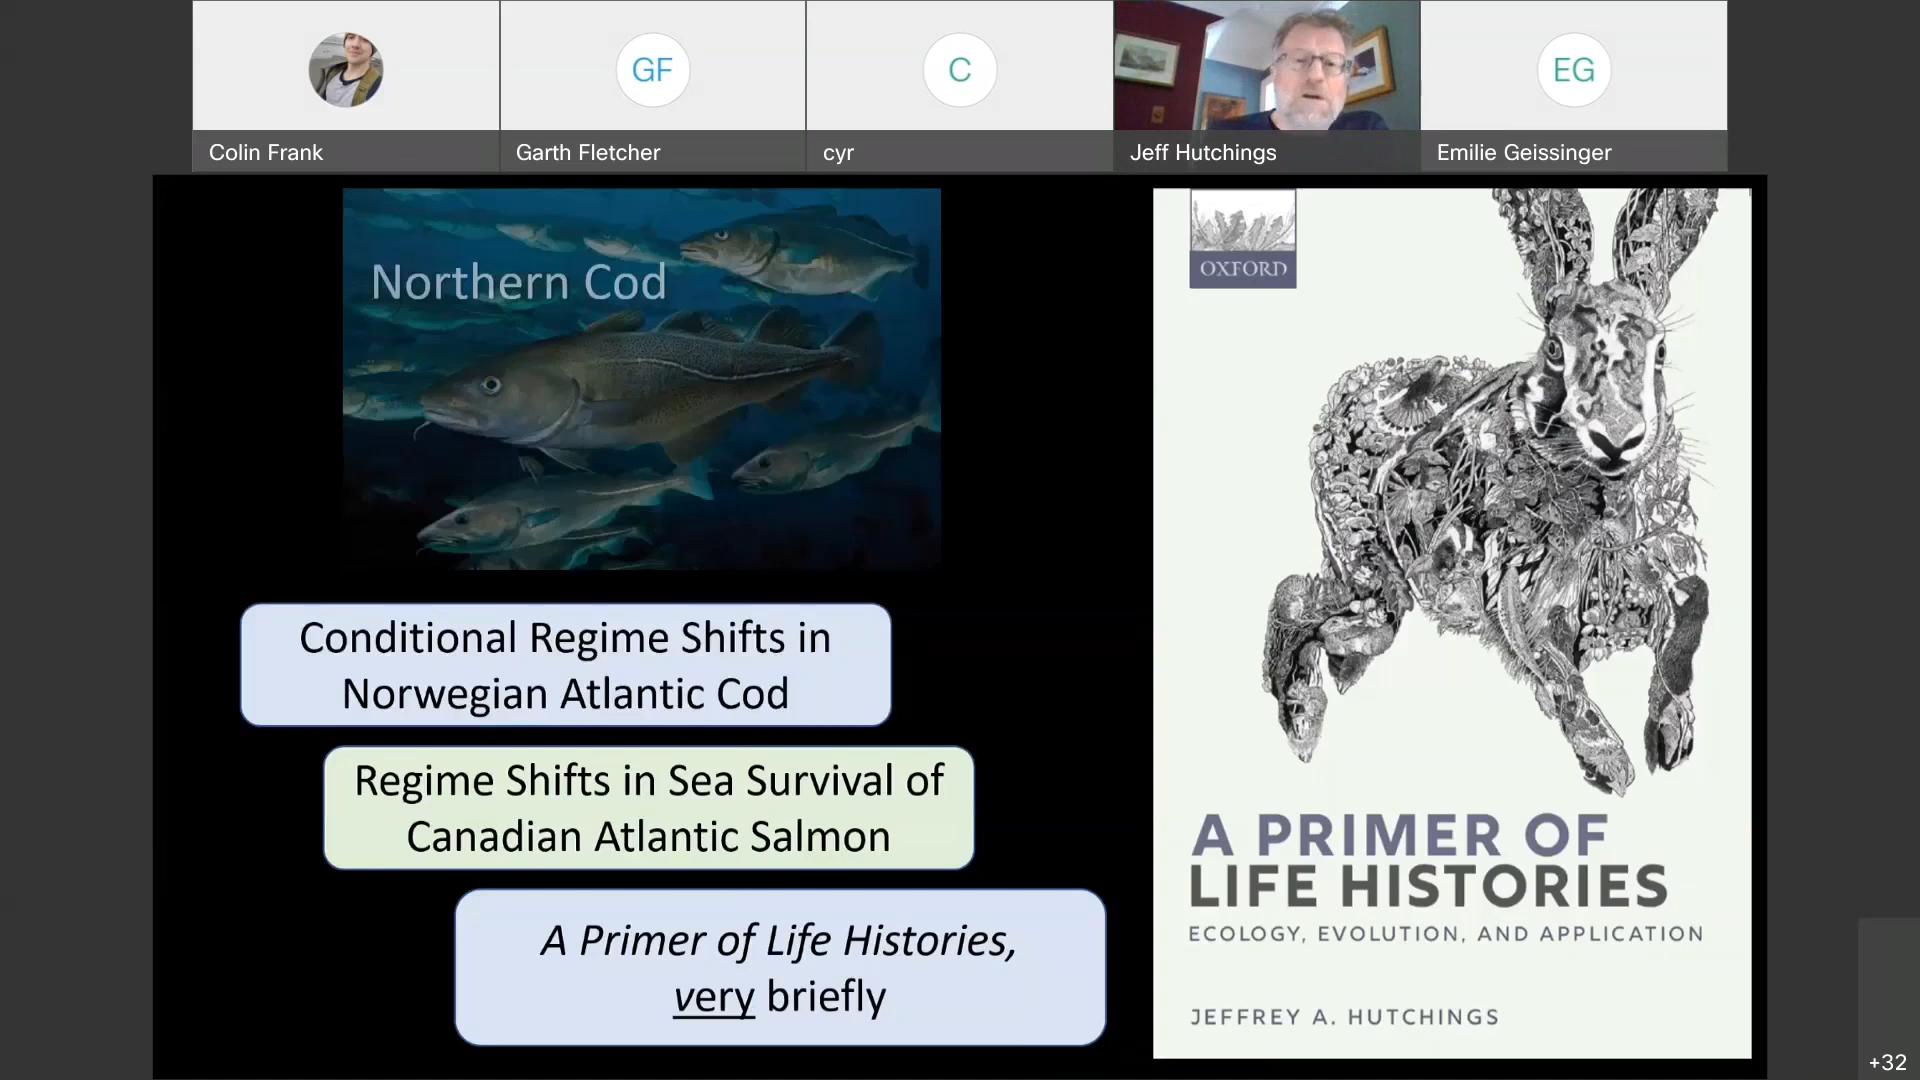 GF
C
EG
Colin Frank
Garth Fletcher
cyr
Jeff Hutchings
Emilie Geissinger
Northern Cod
Conditional Regime Shifts in
Norwegian Atlantic Cod
Regime Shifts in Sea Survival of
Canadian Atlantic Salmon
A Primer of Life Histories,
very briefly
OXFORD
A PRIMER OF
LIFE HISTORIES
ECOLOGY, EVOLUTION, AND APPLICATION
JEFFREY A. HUTCHINGS
+32